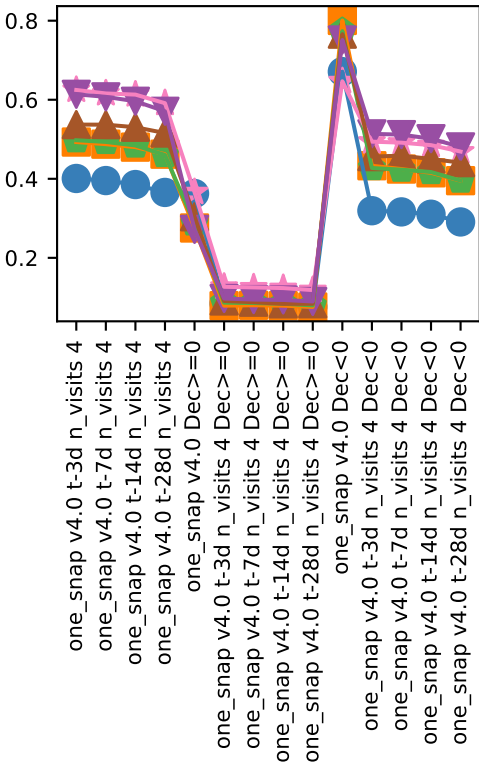 0.8
0.6
0.4
0.2
one_snap v4.0 t-3d n_visits 4
one_snap v4.0 t-7d n_visits 4
one_snap v4.0 t-14d n_visits 4
one_snap v4.0 t-28d n_visits 4
one_snap v4.0 Dec>=0
one_snap v4.0 t-3d n_visits 4 Dec>=0
one_snap v4.0 t-7d n_visits 4 Dec>=0
one_snap v4.0 t-14d n_visits 4 Dec>=0
one_snap v4.0 t-28d n_visits 4 Dec>=0
one_snap v4.0 Dec<0
one_snap v4.0 t-3d n_visits 4 Dec<0
one_snap v4.0 t-7d n_visits 4 Dec<0
one_snap v4.0 t-14d n_visits 4 Dec<0
one_snap v4.0 t-28d n_visits 4 Dec<0